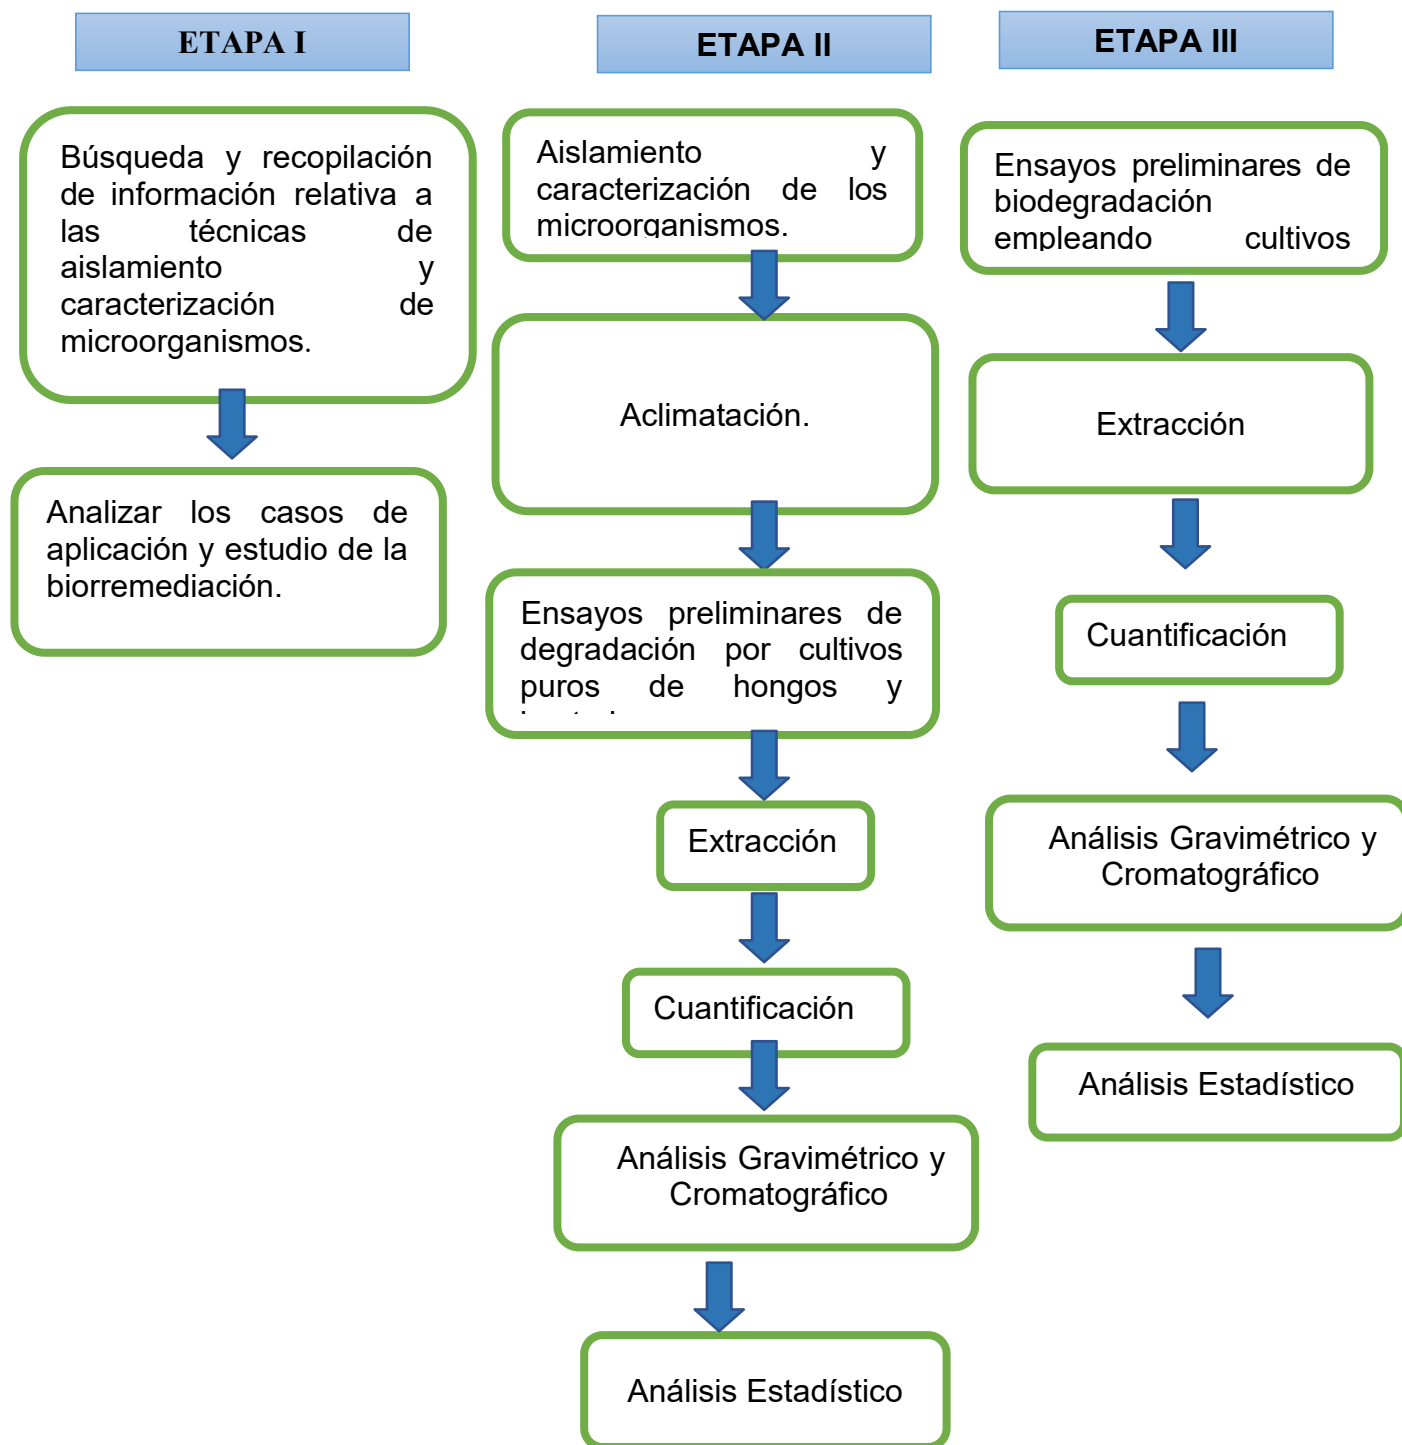 ETAPA I
Búsqueda y recopilación
de información relativa a
las técnicas de
aislamiento y
caracterización de
microorganismos.
Analizar los casos de
aplicación y estudio de la
biorremediación.
ETAPA II
Aislamiento y
caracterización de los
microorganismos.
Aclimatación.
Ensayos preliminares de
degradación por cultivos
puros de hongos y
Extracción
Cuantificación
Análisis Gravimétrico y
Cromatográfico
Análisis Estadístico
ETAPA III
Ensayos preliminares de
biodegradación
empleando cultivos
Extracción
Cuantificación
Análisis Gravimétrico y
Cromatográfico
Análisis Estadístico